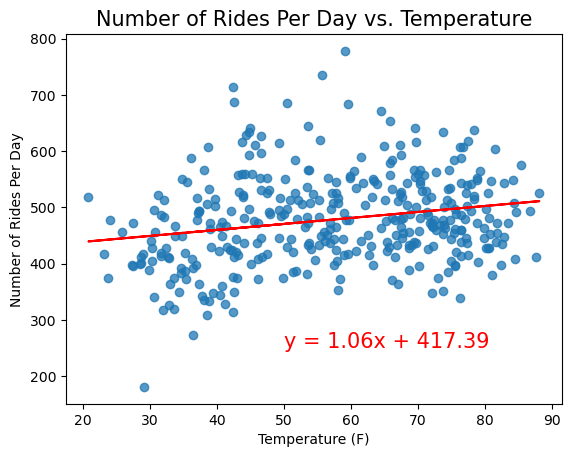 Number of Rides Per Day vs. Temperature
800
700
600
500
400
300
200
Number of Rides Per Day
y = 1.06x + 417.39
20 30 40 50 60 70 80 90
Temperature (F)